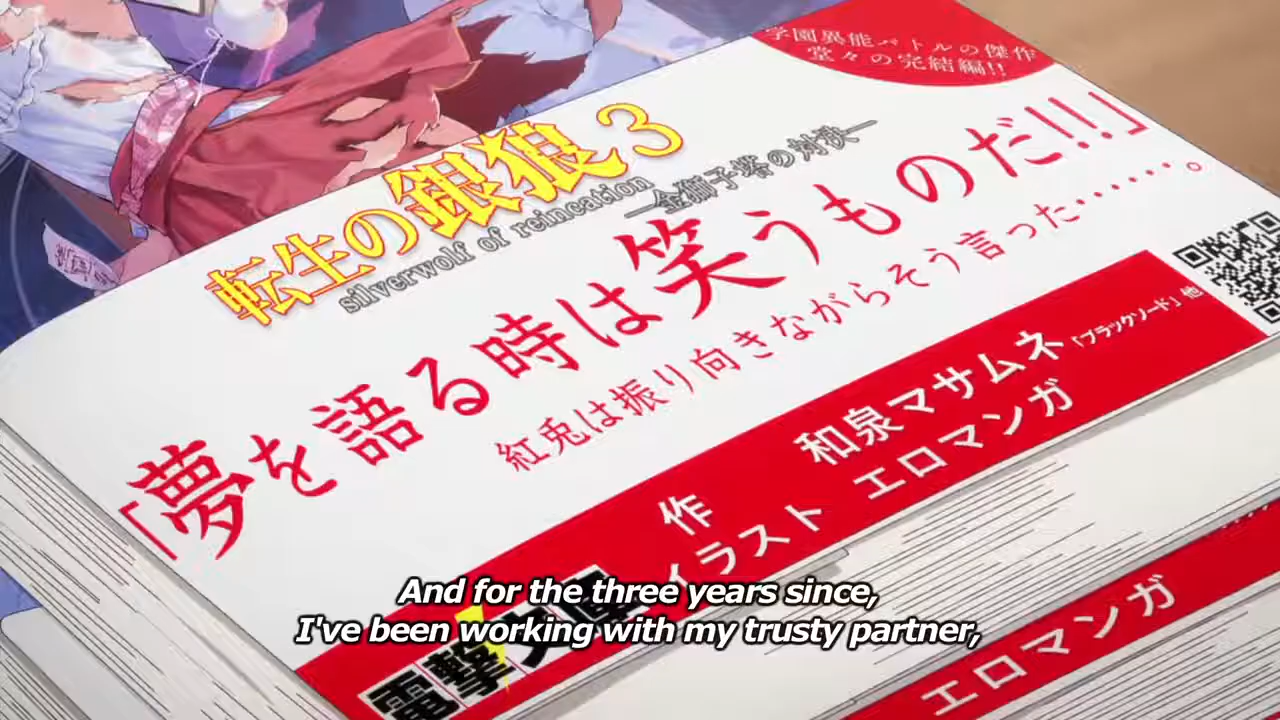 学園異能バトルの傑作
堂々の完結編!!
転生の銀狼3
silverwolf of reincation
―金獅子塔の対決―
「夢を語る時は笑うものだ!!!」
紅兎は振り向きながらそう言った……。
作 和泉マサムネ「ブラックソード」他
イラスト エロマンガ
電撃文庫
エロマンガ
And for the three years since,
I've been working with my trusty partner,